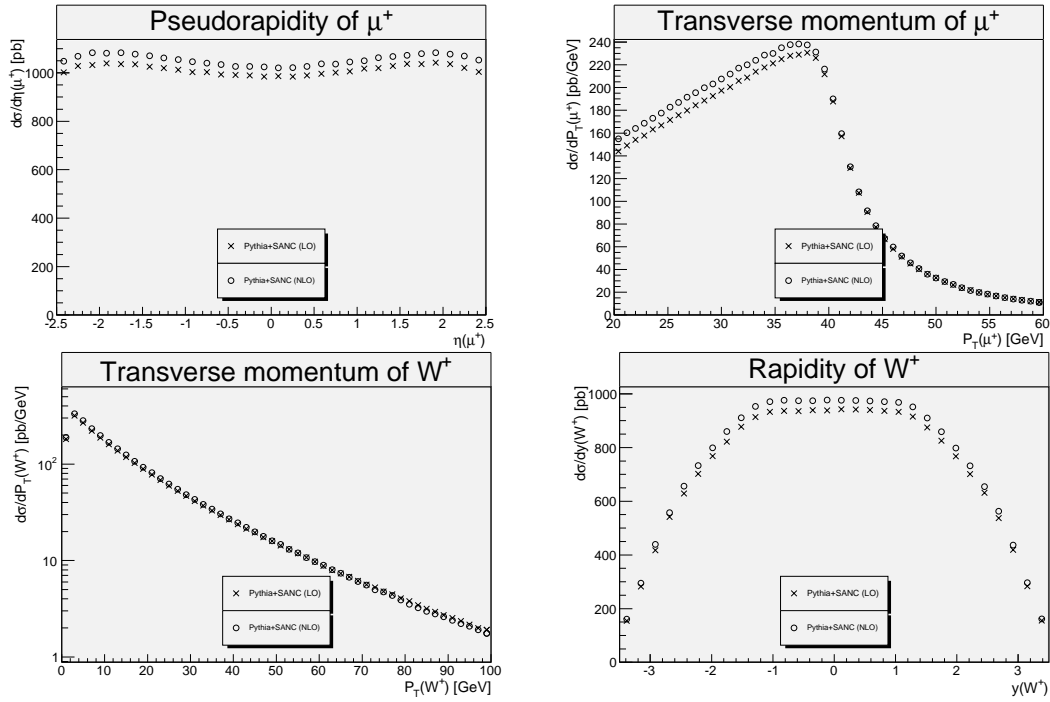 Pseudorapidity of μ⁺
dσ/dη(μ⁺) [pb]
1000
800
600
400
200
0
× Pythia+SANC (LO)
○ Pythia+SANC (NLO)
-2.5 -2 -1.5 -1 -0.5 0 0.5 1 1.5 2 2.5
η(μ⁺)
Transverse momentum of μ⁺
dσ/dP_T(μ⁺) [pb/GeV]
240
220
200
180
160
140
120
100
80
60
40
20
0
× Pythia+SANC (LO)
○ Pythia+SANC (NLO)
20 25 30 35 40 45 50 55 60
P_T(μ⁺) [GeV]
Transverse momentum of W⁺
dσ/dP_T(W⁺) [pb/GeV]
10²
10
1
× Pythia+SANC (LO)
○ Pythia+SANC (NLO)
0 10 20 30 40 50 60 70 80 90 100
P_T(W⁺) [GeV]
Rapidity of W⁺
dσ/dy(W⁺) [pb]
1000
800
600
400
200
0
× Pythia+SANC (LO)
○ Pythia+SANC (NLO)
-3 -2 -1 0 1 2 3
y(W⁺)